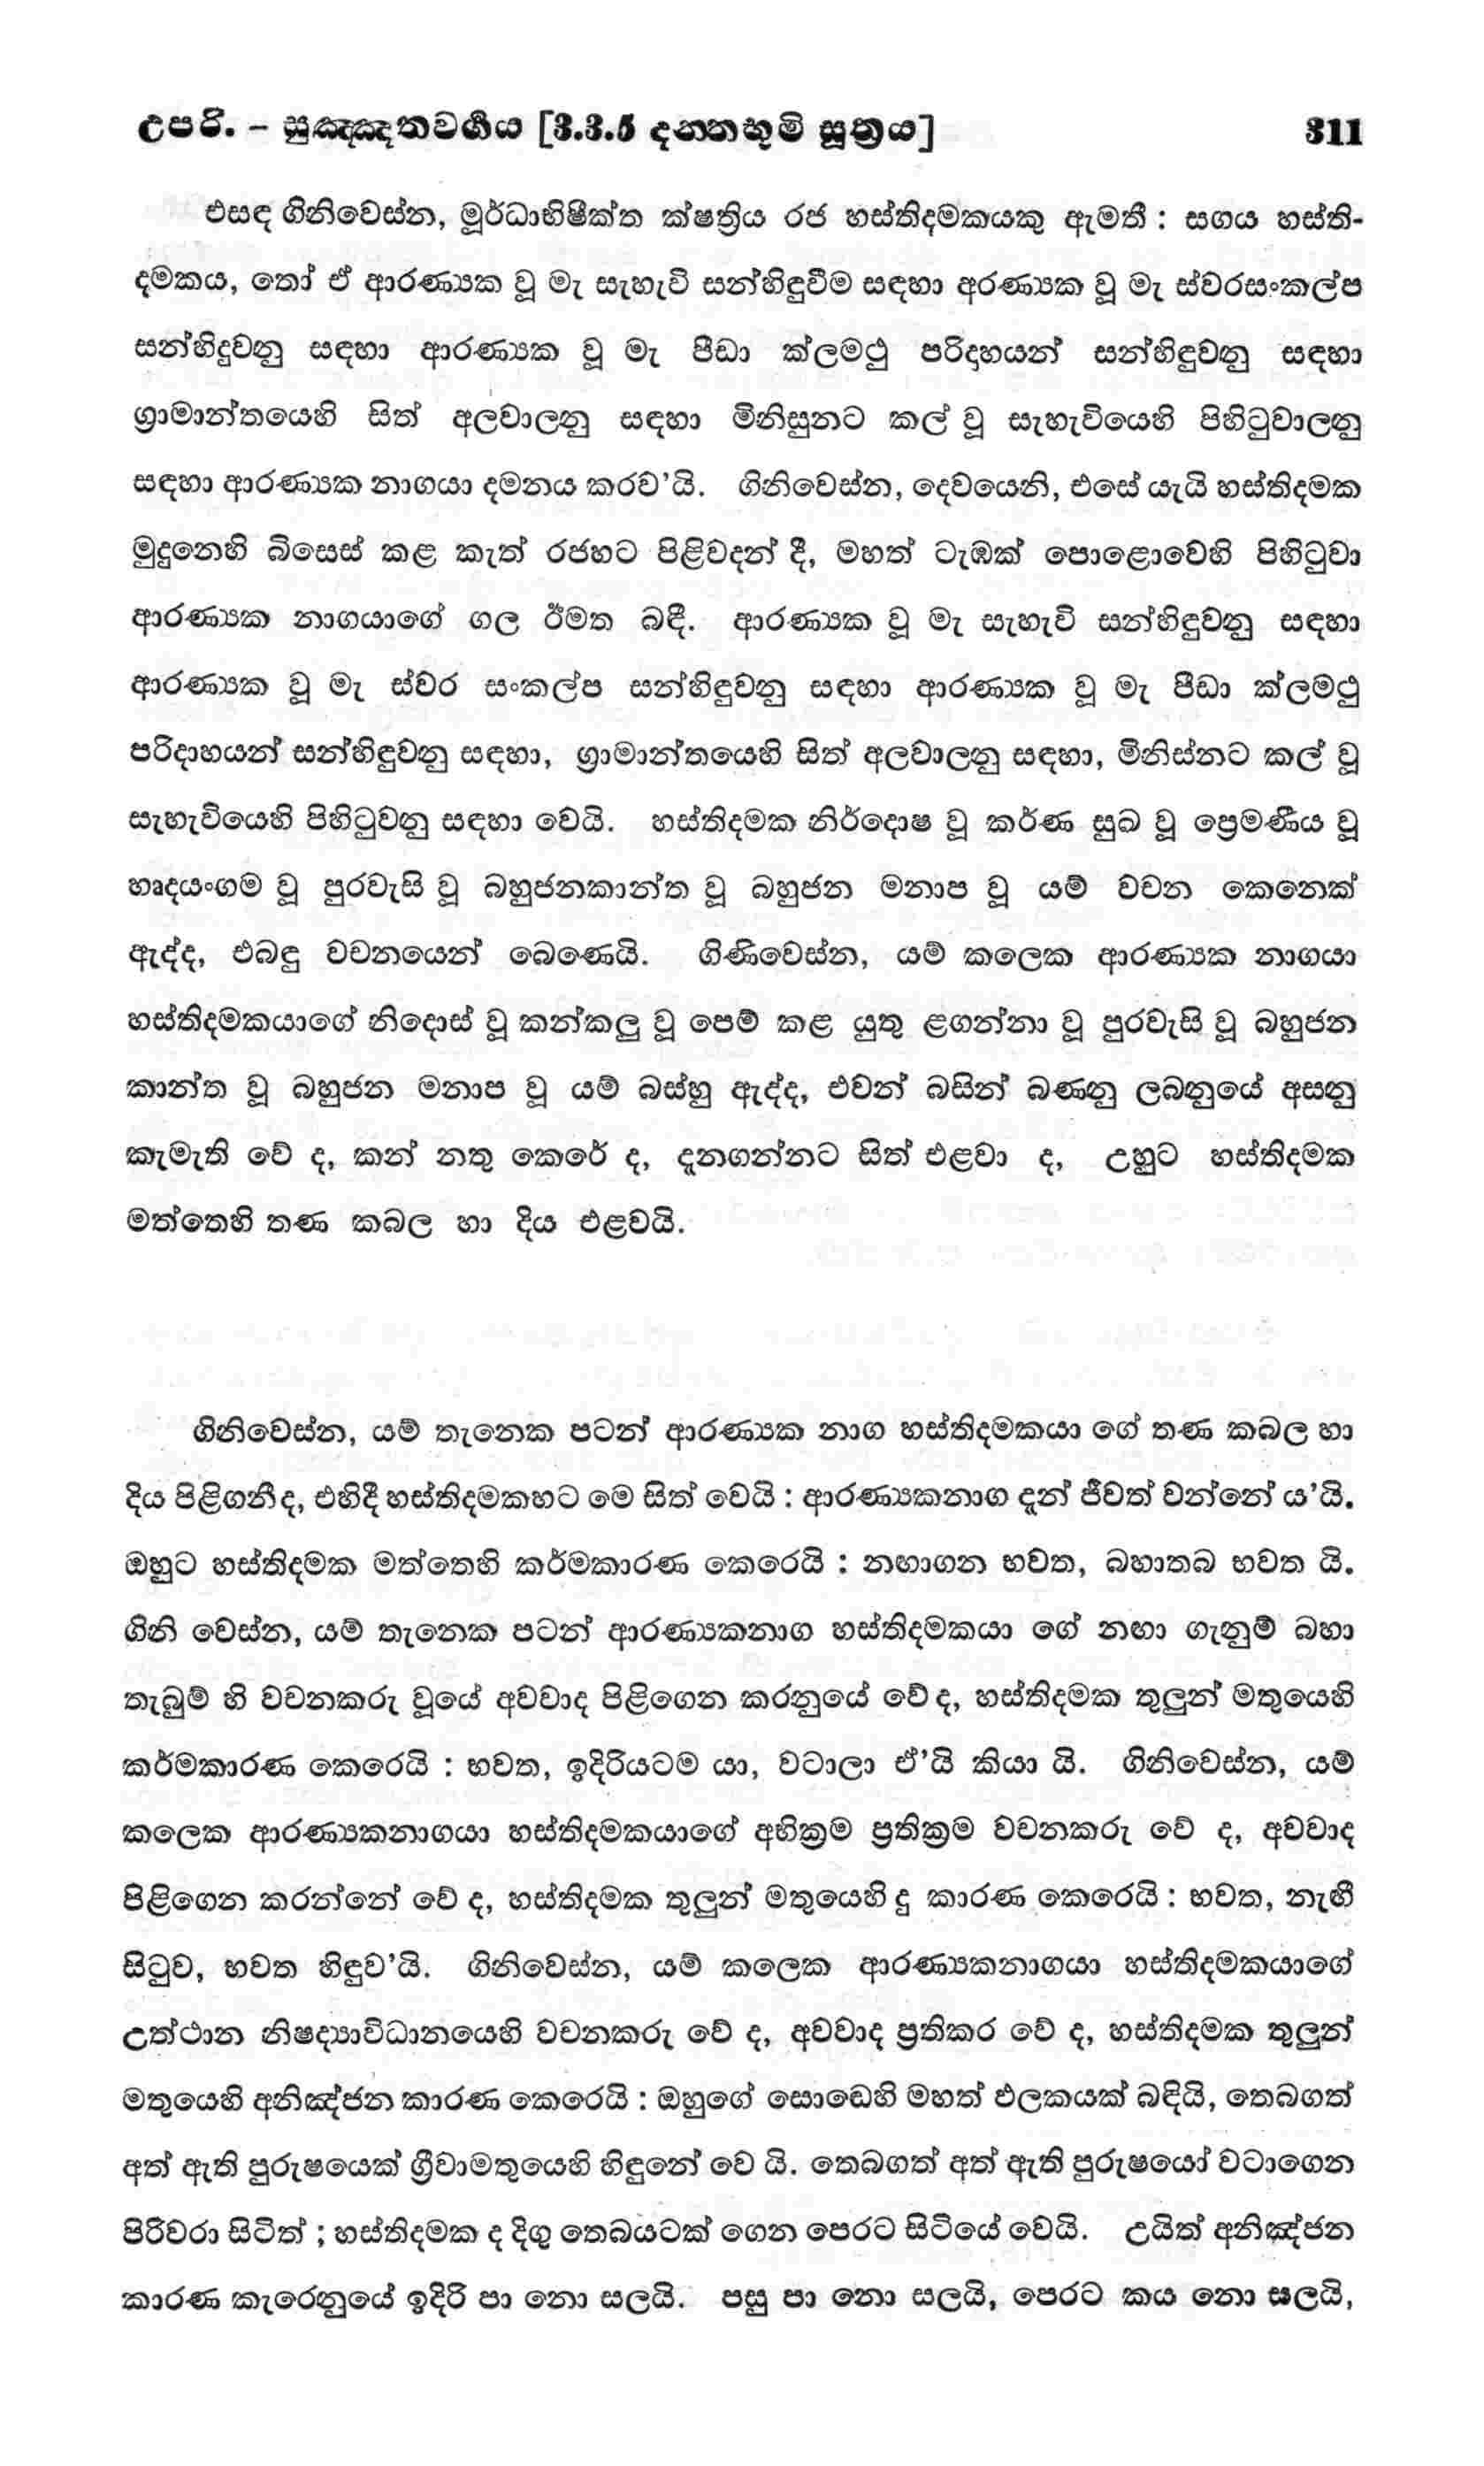 උපරි. – සුඤ්ඤතවර්‍ගය [3.3.5 දන්තභූමි සූත්‍රය] 311
එසඳ ගිනිවෙස්න, මූර්ධාභිෂික්ත ක්ෂත්‍රිය රජ හස්තිදමකයකු ඇමතී : සගය හස්ති-
දමකය, තෝ ඒ ආරණ්‍යක වූ මැ සැහැවි සන්හිඳුවීම සඳහා අරණ්‍යක වූ මැ ස්වරසංකල්ප
සන්හිදුවනු සඳහා ආරණ්‍යක වූ මැ පීඩා ක්ලමථු පරිදාහයන් සන්හිඳුවනු සඳහා
ග්‍රාමාන්තයෙහි සිත් අලවාලනු සඳහා මිනිසුනට කල් වූ සැහැවියෙහි පිහිටුවාලනු
සඳහා ආරණ්‍යක නාගයා දමනය කරව’යි. ගිනිවෙස්න, දෙවයෙනි, එසේ යැයි හස්තිදමක
මුදුනෙහි බිසෙස් කළ කැත් රජහට පිළිවදන් දී, මහත් ටැඹක් පොළොවෙහි පිහිටුවා
ආරණ්‍යක නාගයාගේ ගල ඊමත බඳී. ආරණ්‍යක වූ මැ සැහැවි සන්හිඳුවනු සඳහා
ආරණ්‍යක වූ මැ ස්වර සංකල්ප සන්හිඳුවනු සඳහා ආරණ්‍යක වූ මැ පීඩා ක්ලමථු
පරිදාහයන් සන්හිඳුවනු සඳහා, ග්‍රාමාන්තයෙහි සිත් අලවාලනු සඳහා, මිනිස්නට කල් වූ
සැහැවියෙහි පිහිටුවනු සඳහා වෙයි. හස්තිදමක නිර්දොෂ වූ කර්ණ සුඛ වූ ප්‍රෙමණීය වූ
හෘදයංගම වූ පුරවැසි වූ බහුජනකාන්ත වූ බහුජන මනාප වූ යම් වචන කෙනෙක්
ඇද්ද, එබඳු වචනයෙන් බෙණෙයි. ගිණිවෙස්න, යම් කලෙක ආරණ්‍යක නාගයා
හස්තිදමකයාගේ නිදොස් වූ කන්කලු වූ පෙම් කළ යුතු ළගන්නා වූ පුරවැසි වූ බහුජන
කාන්ත වූ බහුජන මනාප වූ යම් බස්හු ඇද්ද, එවන් බසින් බණනු ලබනුයේ අසනු
කැමැති වේ ද, කන් නතු කෙරේ ද, දැනගන්නට සිත් එළවා ද, උහුට හස්තිදමක
මත්තෙහි තණ කබල හා දිය එළවයි.
ගිනිවෙස්න, යම් තැනෙක පටන් ආරණ්‍යක නාග හස්තිදමකයා ගේ තණ කබල හා
දිය පිළිගනී ද, එහිදී හස්තිදමකහට මෙ සිත් වෙයි : ආරණ්‍යකනාග දැන් ජීවත් වන්නේ ය’යි.
ඔහුට හස්තිදමක මත්තෙහි කර්මකාරණ කෙරෙයි : නඟාගන භවත, බහාතබ භවත යි.
ගිනි වෙස්න, යම් තැනෙක පටන් ආරණ්‍යකනාග හස්තිදමකයා ගේ නඟා ගැනුම් බහා
තැබුම් හි වචනකරු වූයේ අවවාද පිළිගෙන කරනුයේ වේ ද, හස්තිදමක තුලුන් මතුයෙහි
කර්මකාරණ කෙරෙයි : භවත, ඉදිරියටම යා, වටාලා ඒ’යි කියා යි. ගිනිවෙස්න, යම්
කලෙක ආරණ්‍යකනාගයා හස්තිදමකයාගේ අභික්‍රම ප්‍රතික්‍රම වචනකරු වේ ද, අවවාද
පිළිගෙන කරන්නේ වේ ද, හස්තිදමක තුලුන් මතුයෙහි දු කාරණ කෙරෙයි : භවත, නැඟී
සිටුව, භවත හිඳුව’යි. ගිනිවෙස්න, යම් කලෙක ආරණ්‍යකනාගයා හස්තිදමකයාගේ
උත්ථාන නිෂද්‍යාවිධානයෙහි වචනකරු වේ ද, අවවාද ප්‍රතිකර වේ ද, හස්තිදමක තුලුන්
මතුයෙහි අනිඤ්ජන කාරණ කෙරෙයි : ඔහුගේ සොඬෙහි මහත් ඵලකයක් බඳියි, තෙබගත්
අත් ඇති පුරුෂයෙක් ග්‍රීවාමතුයෙහි හිඳුනේ වෙ යි. තෙබගත් අත් ඇති පුරුෂයෝ වටාගෙන
පිරිවරා සිටිත් ; හස්තිදමක ද දිගු තෙබයටක් ගෙන පෙරට සිටියේ වෙයි. උයිත් අනිඤ්ජන
කාරණ කැරෙනුයේ ඉදිරි පා නො සලයි. පසු පා නො සලයි, පෙරට කය නො සලයි,